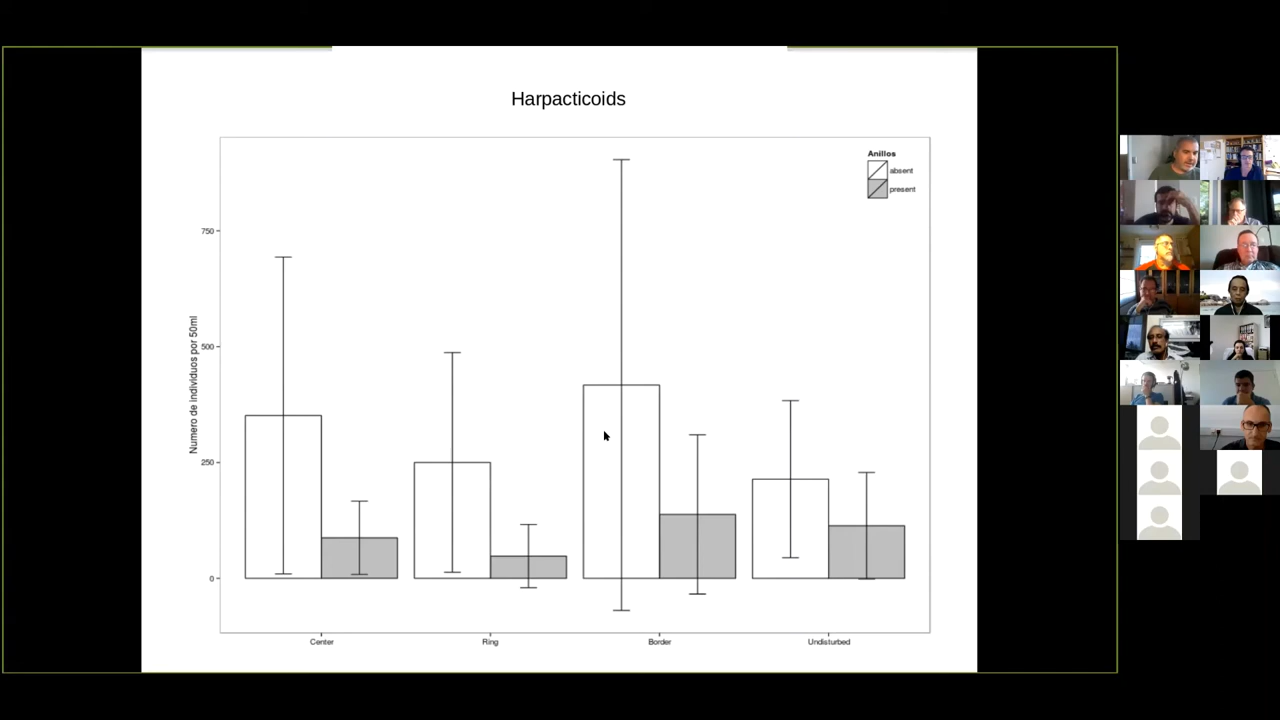 Harpacticoids
Anillos
absent
present
Numero de individuos por 50ml
750
500
250
0
Center Ring Border Undisturbed